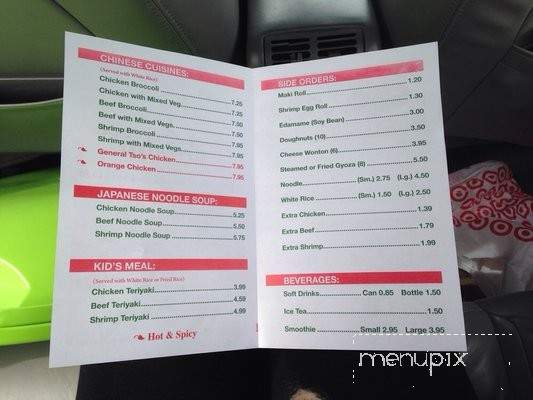 CHINESE CUISINES:
(Served with White Rice)
Chicken Broccoli 7.25
Chicken with Mixed Veg. 7.25
Beef Broccoli 7.50
Beef with Mixed Vegs. 7.50
Shrimp Broccoli 7.95
Shrimp with Mixed Vegs. 7.95
General Tso's Chicken 7.95
Orange Chicken 7.95
JAPANESE NOODLE SOUP:
Chicken Noodle Soup 5.25
Beef Noodle Soup 5.50
Shrimp Noodle Soup 5.75
KID'S MEAL:
(Served with White Rice or Fried Rice)
Chicken Teriyaki 3.99
Beef Teriyaki 4.59
Shrimp Teriyaki 4.99
Hot & Spicy
SIDE ORDERS:
Maki Roll 1.20
Shrimp Egg Roll 1.30
Edamame (Soy Bean) 3.00
Doughnuts (10) 3.50
Cheese Wonton (6) 3.95
Steamed or Fried Gyoza (8) 5.50
Noodle (Sm.) 2.75 (Lg.) 4.50
White Rice (Sm.) 1.50 (Lg.) 2.50
Extra Chicken 1.39
Extra Beef 1.79
Extra Shrimp 1.99
BEVERAGES:
Soft Drinks Can 0.85 Bottle 1.50
Ice Tea 1.50
Smoothie Small 2.95 Large 3.95
menupix